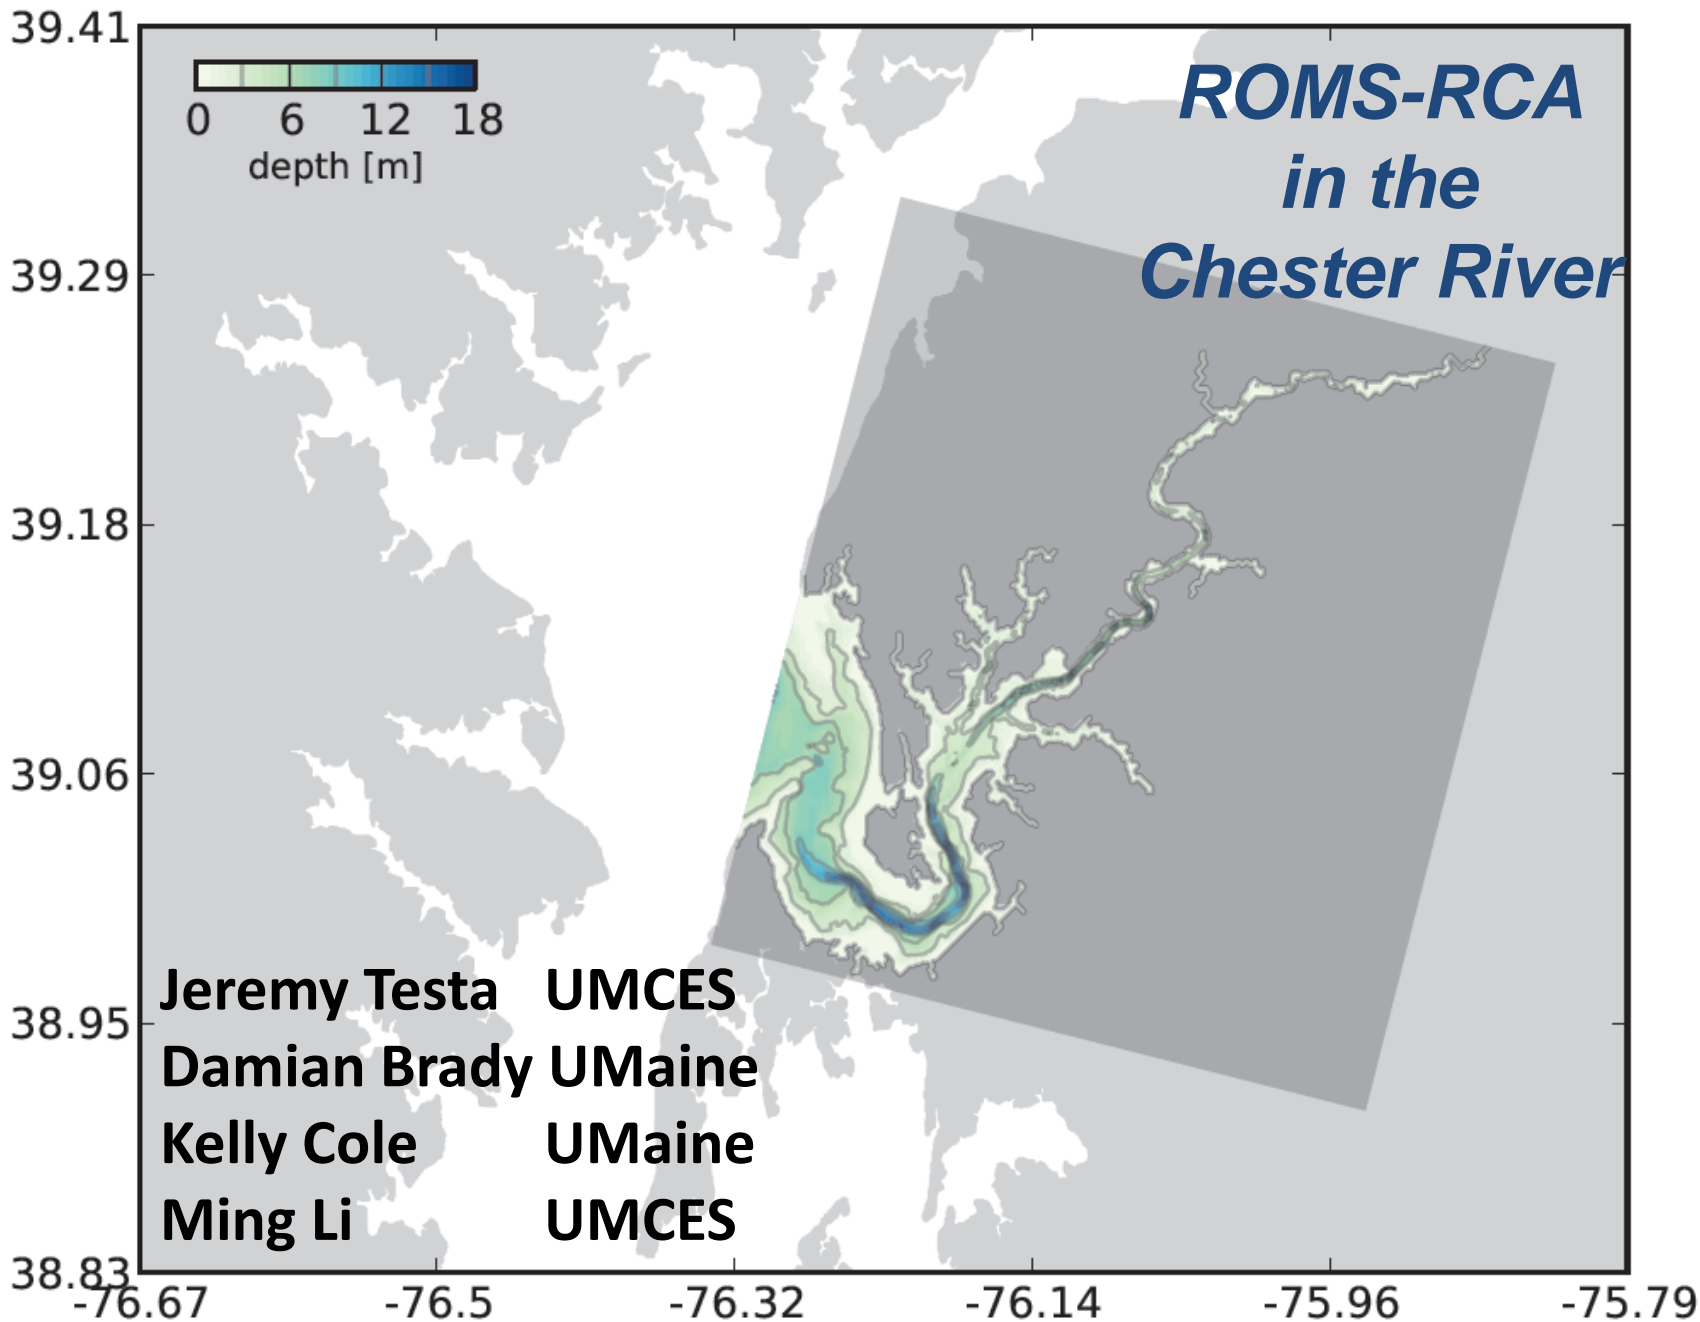 39.41
0 6 12 18
depth [m]
ROMS-RCA
in the
Chester River
39.29
39.18
39.06
38.95
38.83
Jeremy Testa UMCES
Damian Brady UMaine
Kelly Cole UMaine
Ming Li UMCES
-76.67 -76.5 -76.32 -76.14 -75.96 -75.79